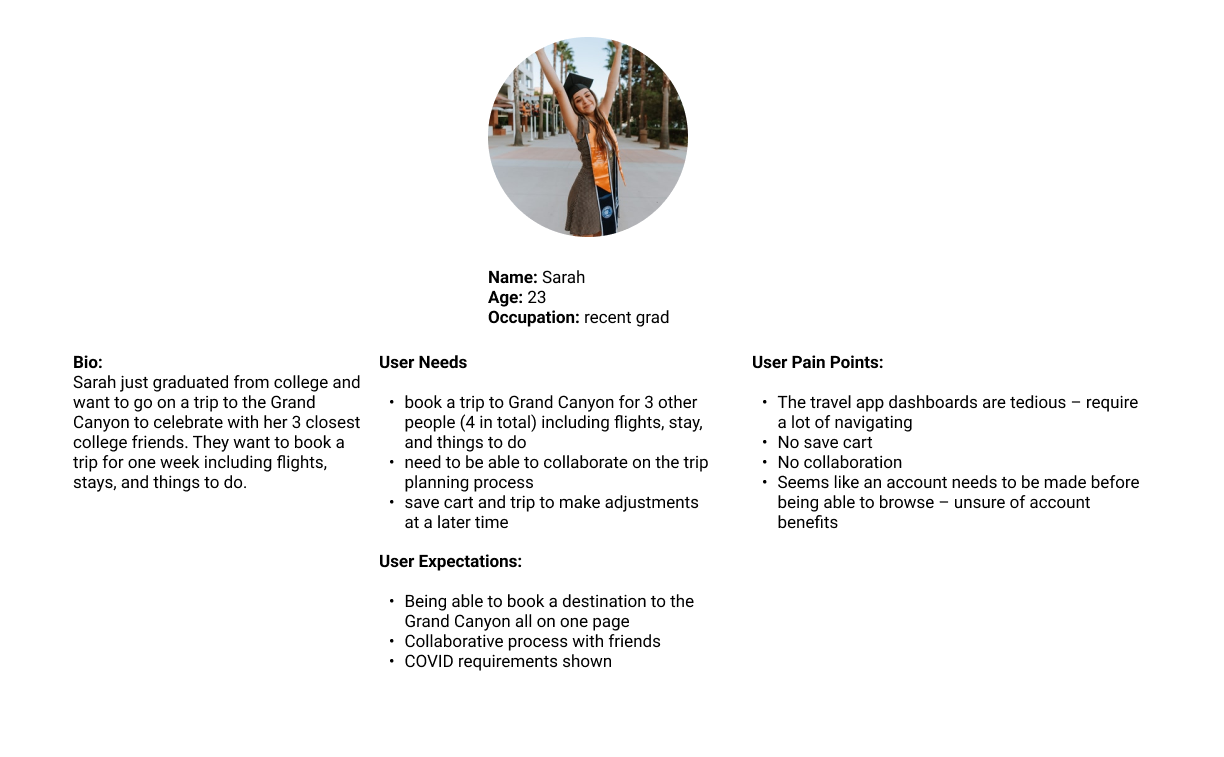 Name: Sarah
Age: 23
Occupation: recent grad
Bio:
Sarah just graduated from college and
want to go on a trip to the Grand
Canyon to celebrate with her 3 closest
college friends. They want to book a
trip for one week including flights,
stays, and things to do.
User Needs
• book a trip to Grand Canyon for 3 other
people (4 in total) including flights, stay,
and things to do
• need to be able to collaborate on the trip
planning process
• save cart and trip to make adjustments
at a later time
User Expectations:
• Being able to book a destination to the
Grand Canyon all on one page
• Collaborative process with friends
• COVID requirements shown
User Pain Points:
• The travel app dashboards are tedious – require
a lot of navigating
• No save cart
• No collaboration
• Seems like an account needs to be made before
being able to browse – unsure of account
benefits